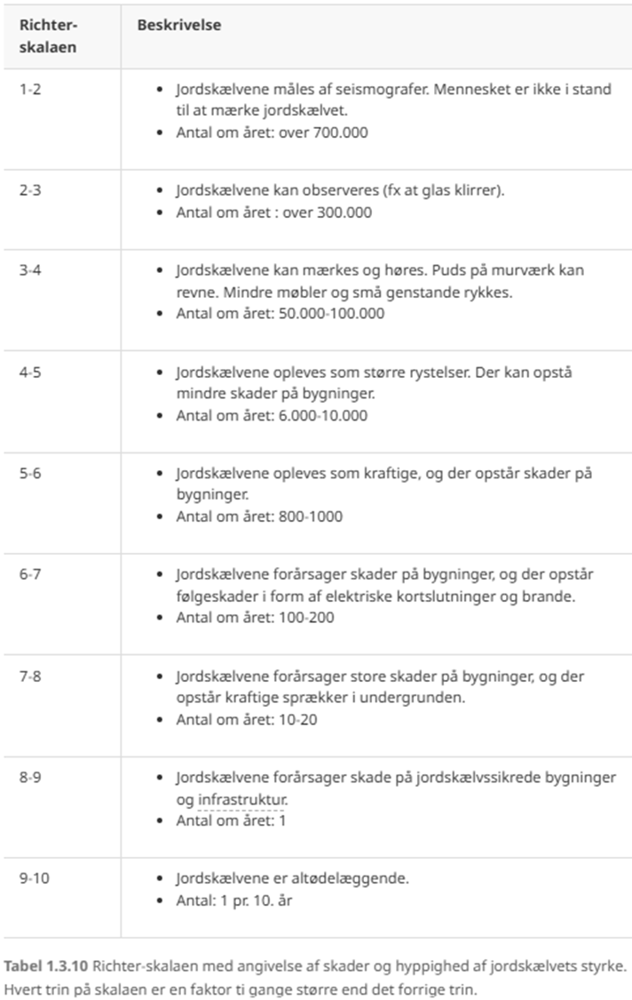 Richter-
skalaen
Beskrivelse
1-2
• Jordskælvene måles af seismografer. Mennesket er ikke i stand
til at mærke jordskælvet.
• Antal om året: over 700.000
2-3
• Jordskælvene kan observeres (fx at glas klirrer).
• Antal om året : over 300.000
3-4
• Jordskælvene kan mærkes og høres. Puds på murværk kan
revne. Mindre møbler og små genstande rykkes.
• Antal om året: 50.000-100.000
4-5
• Jordskælvene opleves som større rystelser. Der kan opstå
mindre skader på bygninger.
• Antal om året: 6.000-10.000
5-6
• Jordskælvene opleves som kraftige, og der opstår skader på
bygninger.
• Antal om året: 800-1000
6-7
• Jordskælvene forårsager skader på bygninger, og der opstår
følgeskader i form af elektriske kortslutninger og brande.
• Antal om året: 100-200
7-8
• Jordskælvene forårsager store skader på bygninger, og der
opstår kraftige sprækker i undergrunden.
• Antal om året: 10-20
8-9
• Jordskælvene forårsager skade på jordskælvssikrede bygninger
og infrastruktur.
• Antal om året: 1
9-10
• Jordskælvene er altødelæggende.
• Antal: 1 pr. 10. år
Tabel 1.3.10 Richter-skalaen med angivelse af skader og hyppighed af jordskælvets styrke.
Hvert trin på skalaen er en faktor ti gange større end det forrige trin.